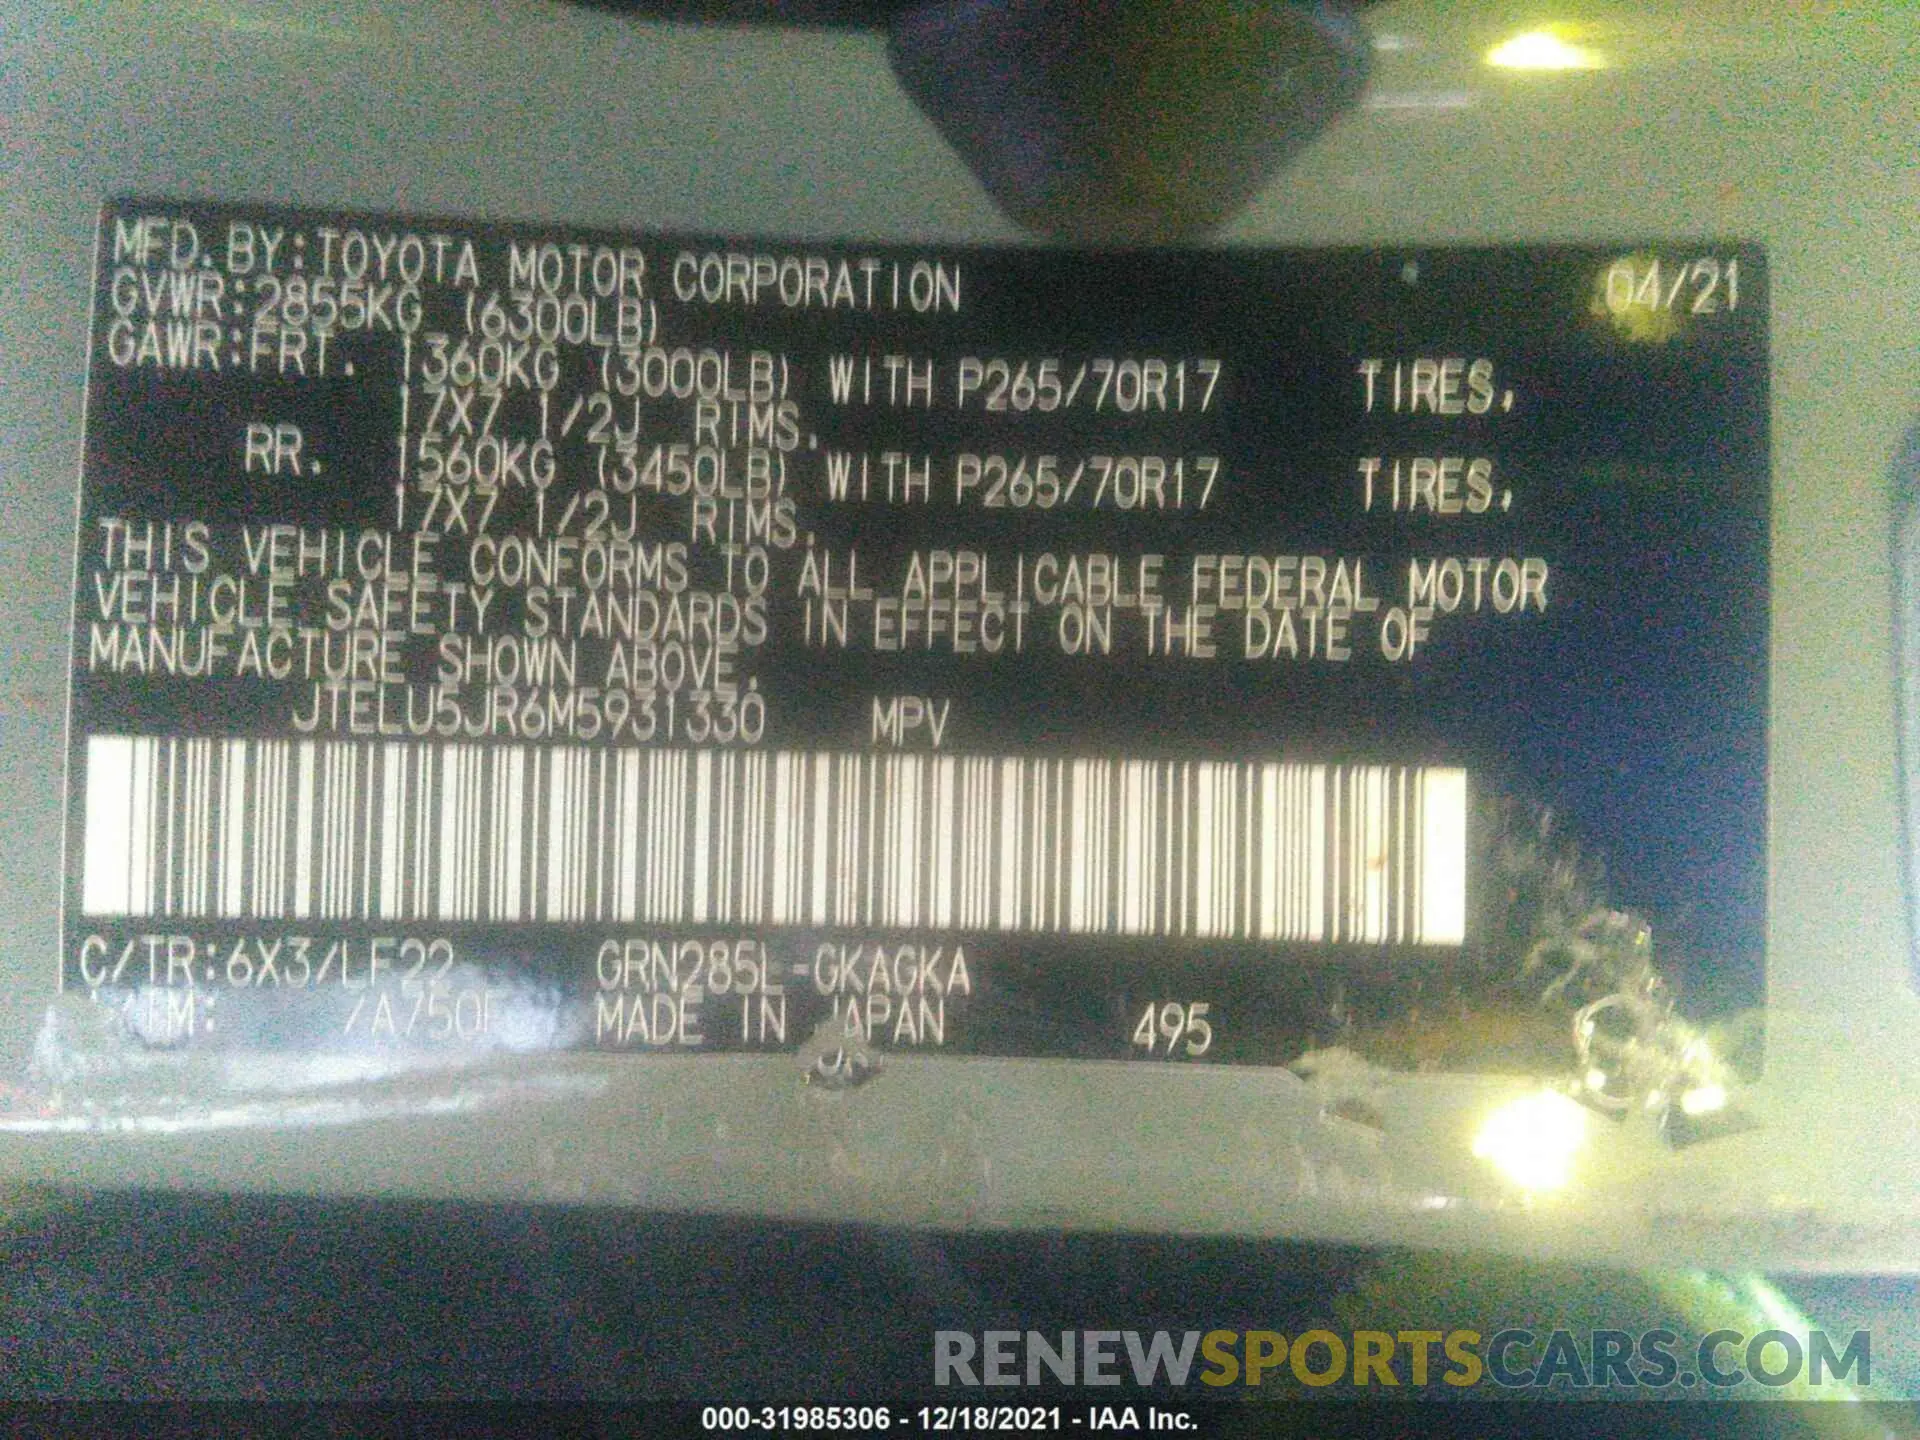 MFD.BY:TOYOTA MOTOR CORPORATION 04/21
GVWR:2855KG (6300LB)
GAWR:FRT. 1360KG (3000LB) WITH P265/70R17 TIRES,
17X7 1/2J RIMS.
RR. 1560KG (3450LB) WITH P265/70R17 TIRES,
17X7 1/2J RIMS.
THIS VEHICLE CONFORMS TO ALL APPLICABLE FEDERAL MOTOR
VEHICLE SAFETY STANDARDS IN EFFECT ON THE DATE OF
MANUFACTURE SHOWN ABOVE.
JTELU5JR6M5931330 MPV
C/TR:6X3/LF22 GRN285L-GKAGKA
/A750F MADE IN JAPAN 495
RENEWSPORTSCARS.COM
000-31985306 - 12/18/2021 - IAA Inc.